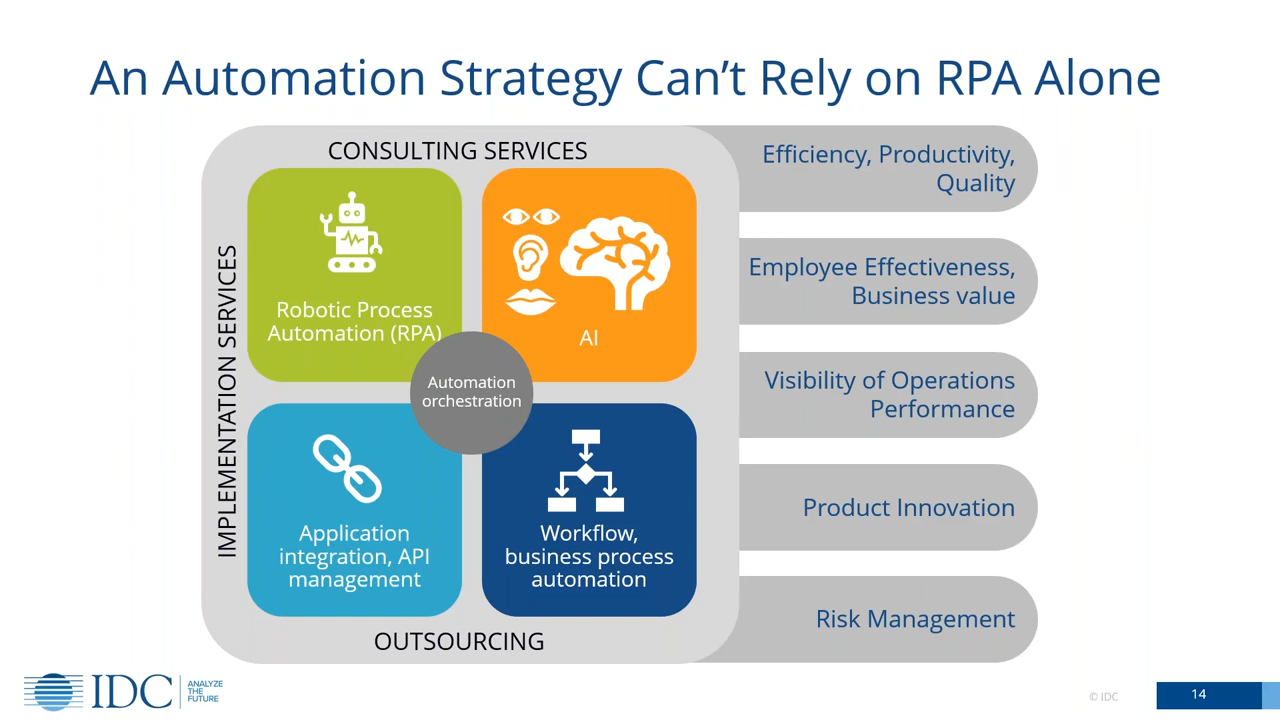 An Automation Strategy Can’t Rely on RPA Alone
CONSULTING SERVICES
IMPLEMENTATION SERVICES
Robotic Process
Automation (RPA)
AI
Automation
orchestration
Application
integration, API
management
Workflow,
business process
automation
OUTSOURCING
Efficiency, Productivity,
Quality
Employee Effectiveness,
Business value
Visibility of Operations
Performance
Product Innovation
Risk Management
IDC
ANALYZE
THE
FUTURE
© IDC
14